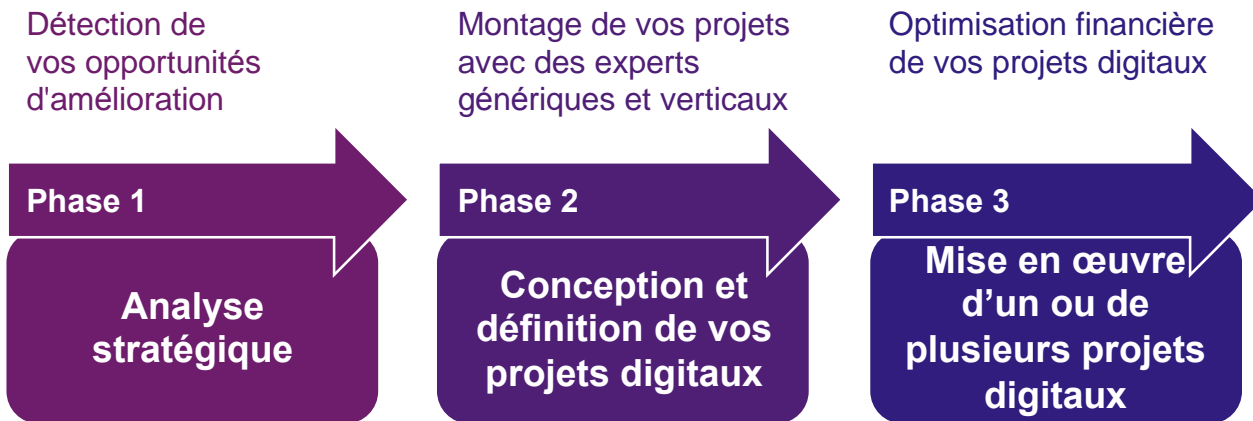 Détection de
vos opportunités
d'amélioration
Phase 1
Analyse
stratégique
Montage de vos projets
avec des experts
génériques et verticaux
Phase 2
Conception et
définition de vos
projets digitaux
Optimisation financière
de vos projets digitaux
Phase 3
Mise en œuvre
d’un ou de
plusieurs projets
digitaux